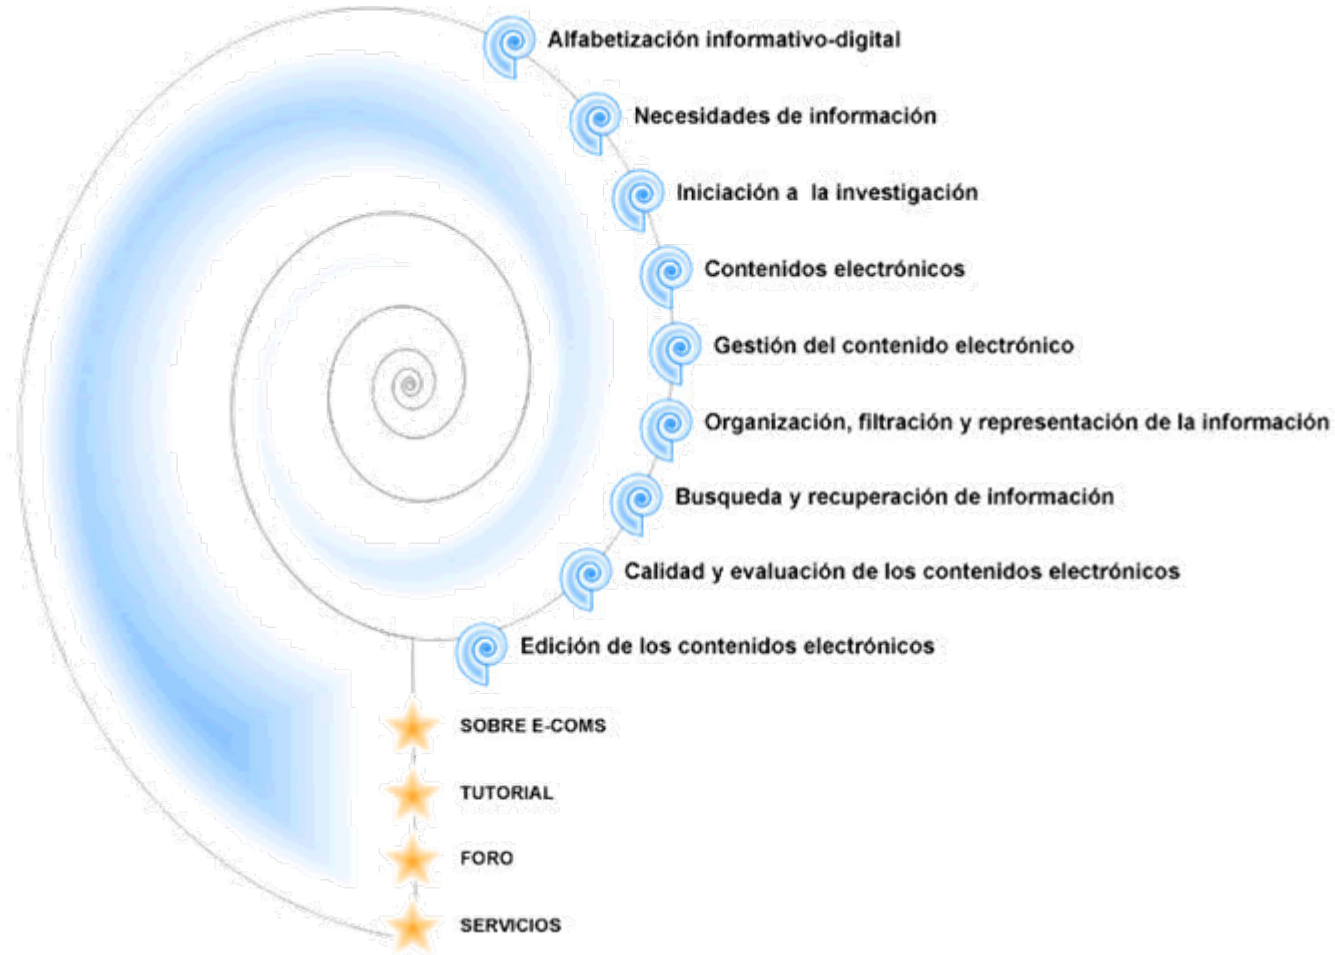 Alfabetización informativo-digital
Necesidades de información
Iniciación a la investigación
Contenidos electrónicos
Gestión del contenido electrónico
Organización, filtración y representación de la información
Busqueda y recuperación de información
Calidad y evaluación de los contenidos electrónicos
Edición de los contenidos electrónicos
SOBRE E-COMS
TUTORIAL
FORO
SERVICIOS